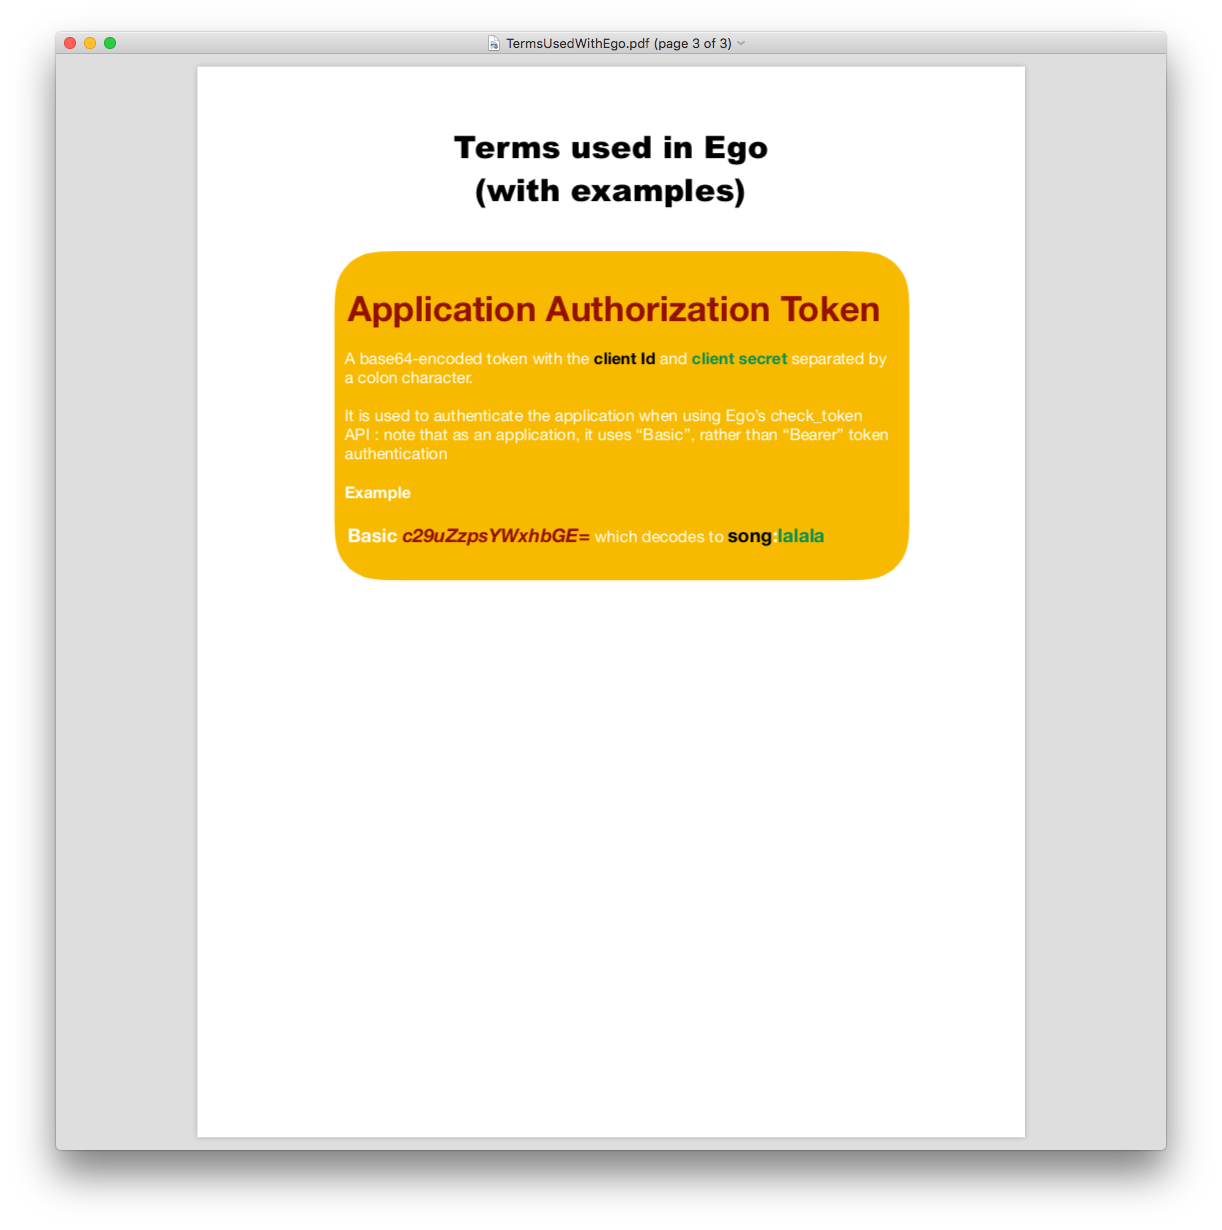 TermsUsedWithEgo.pdf (page 3 of 3)
Terms used in Ego
(with examples)
Application Authorization Token
A base64-encoded token with the client Id and client secret separated by
a colon character.
It is used to authenticate the application when using Ego’s check_token
API : note that as an application, it uses “Basic”, rather than “Bearer” token
authentication
Example
Basic c29uZzpsYWxhbGE= which decodes to song:lalala